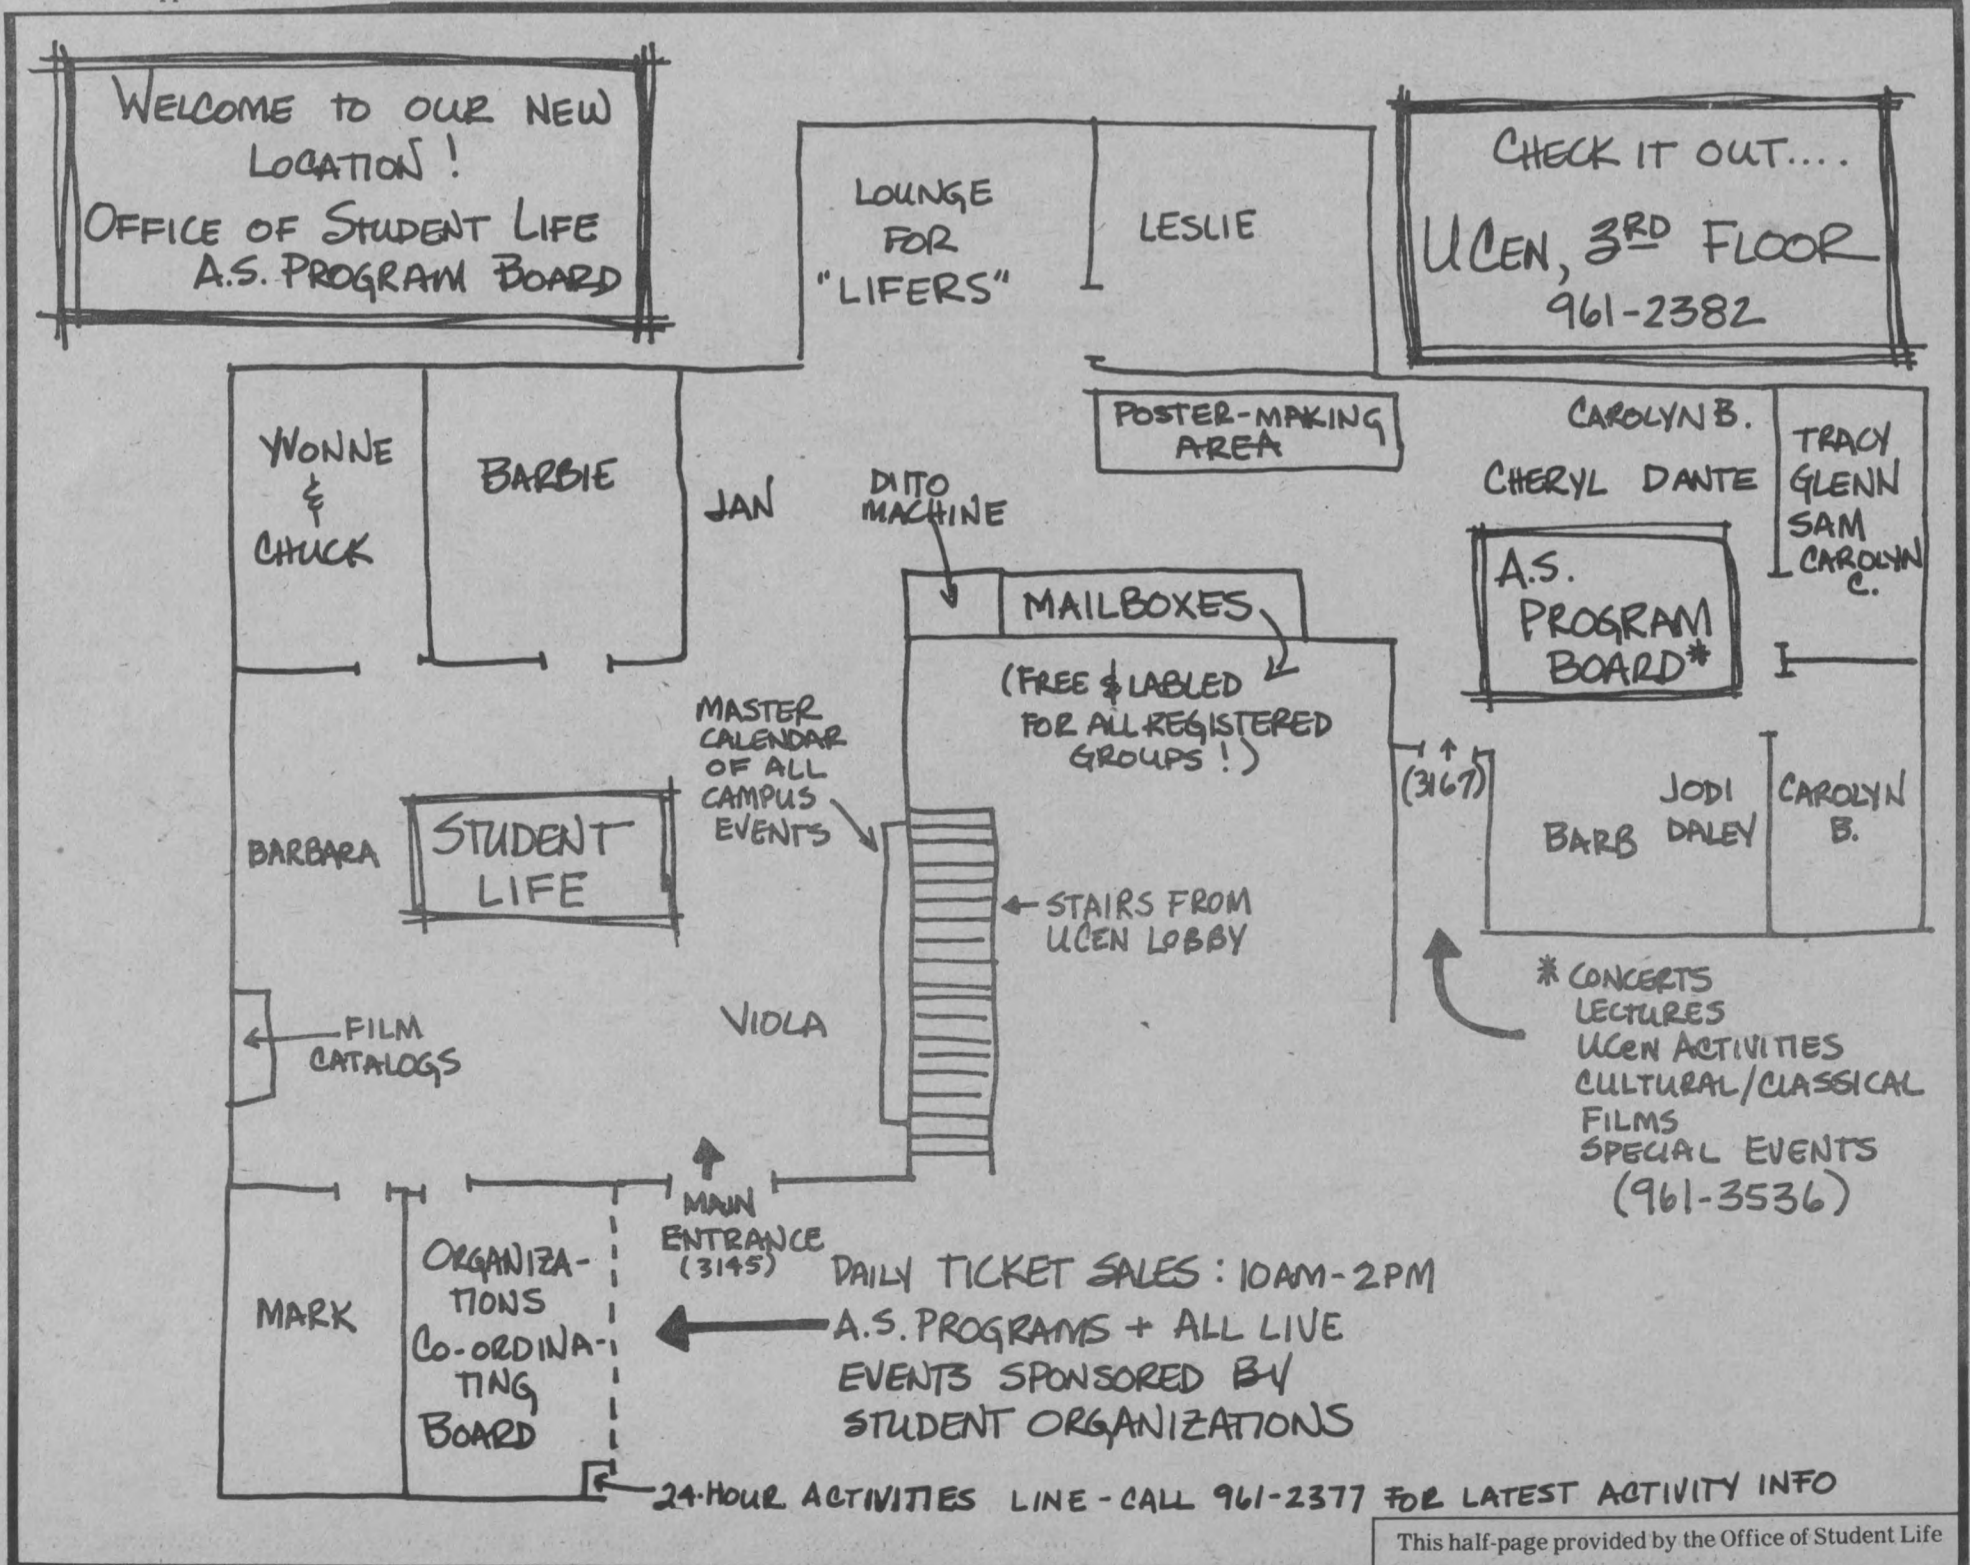 WELCOME TO OUR NEW
LOCATION!
OFFICE OF STUDENT LIFE
A.S. PROGRAM BOARD
CHECK IT OUT....
UCEN, 3RD FLOOR
961-2382
LOUNGE
FOR
"LIFERS"
LESLIE
POSTER-MAKING
AREA
YVONNE
&
CHUCK
BARBIE
JAN
DITTO
MACHINE
MAILBOXES
(FREE & LABLED
FOR ALL REGISTERED
GROUPS!)
CAROLYN B.
CHERYL DANTE
TRACY
GLENN
SAM
CAROLYN
C.
A.S.
PROGRAM
BOARD*
MASTER
CALENDAR
OF ALL
CAMPUS
EVENTS
(3167)
BARBARA
STUDENT
LIFE
STAIRS FROM
UCEN LOBBY
BARB
JODI
DALEY
CAROLYN
B.
FILM
CATALOGS
VIOLA
* CONCERTS
LECTURES
UCEN ACTIVITIES
CULTURAL/CLASSICAL
FILMS
SPECIAL EVENTS
(961-3536)
MAIN
ENTRANCE
(3145)
MARK
ORGANIZA-
TIONS
CO-ORDINA-
TING
BOARD
DAILY TICKET SALES: 10AM-2PM
A.S. PROGRAMS + ALL LIVE
EVENTS SPONSORED BY
STUDENT ORGANIZATIONS
24-HOUR ACTIVITIES LINE - CALL 961-2377 FOR LATEST ACTIVITY INFO
This half-page provided by the Office of Student Life